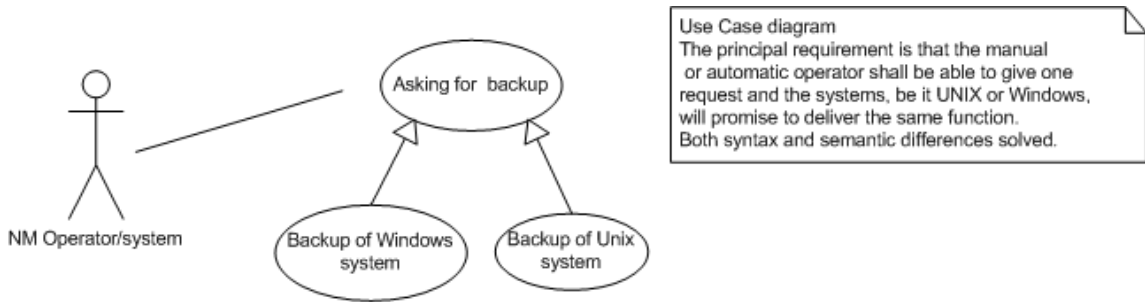 Use Case diagram
The principal requirement is that the manual
or automatic operator shall be able to give one
request and the systems, be it UNIX or Windows,
will promise to deliver the same function.
Both syntax and semantic differences solved.
Asking for backup
NM Operator/system
Backup of Windows
system
Backup of Unix
system